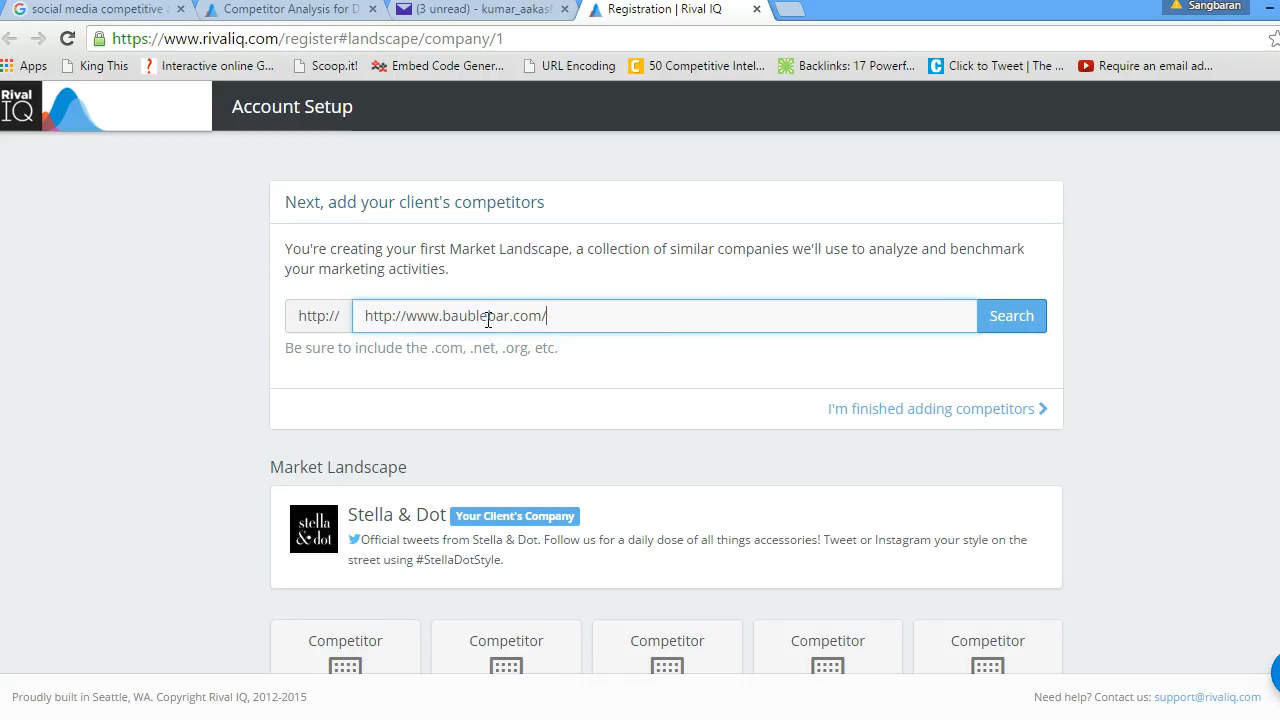 social media competitive a
Competitor Analysis for D
(3 unread) - kumar_aakas
Registration | Rival IQ
Sangbaran
https://www.rivaliq.com/register#landscape/company/1
Apps
King This
Interactive online G...
Scoop.it!
Embed Code Gener...
URL Encoding
50 Competitive Intel...
Backlinks: 17 Powerf...
Click to Tweet | The ...
Require an email ad...
Rival
IQ
Account Setup
Next, add your client's competitors
You're creating your first Market Landscape, a collection of similar companies we'll use to analyze and benchmark
your marketing activities.
http://
http://www.baublebar.com/
Search
Be sure to include the .com, .net, .org, etc.
I'm finished adding competitors
Market Landscape
stella
& dot
Stella & Dot Your Client's Company
Official tweets from Stella & Dot. Follow us for a daily dose of all things accessories! Tweet or Instagram your style on the
street using #StellaDotStyle.
Competitor
Competitor
Competitor
Competitor
Competitor
Proudly built in Seattle, WA. Copyright Rival IQ, 2012-2015
Need help? Contact us: support@rivaliq.com